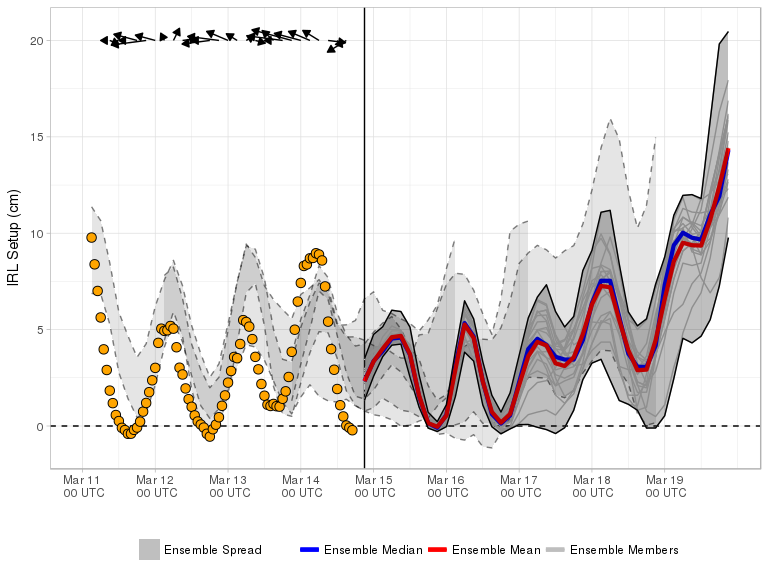 IRL Setup (cm)
20
15
10
5
0
Mar 11 Mar 12 Mar 13 Mar 14 Mar 15 Mar 16 Mar 17 Mar 18 Mar 19
00 UTC 00 UTC 00 UTC 00 UTC 00 UTC 00 UTC 00 UTC 00 UTC 00 UTC
Ensemble Spread Ensemble Median Ensemble Mean Ensemble Members